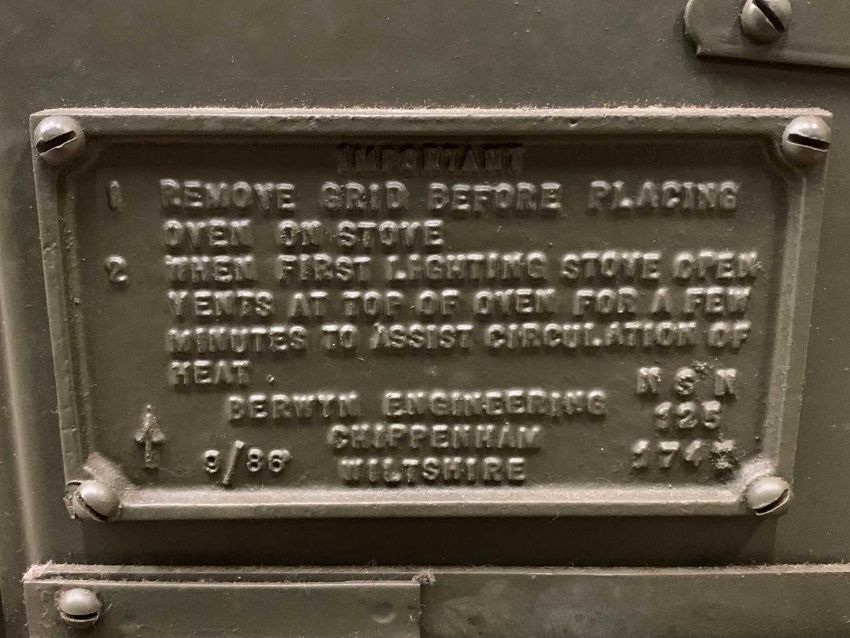 IMPORTANT
1 REMOVE GRID BEFORE PLACING
OVEN ON STOVE
2 WHEN FIRST LIGHTING STOVE OPEN
VENTS AT TOP OF OVEN FOR A FEW
MINUTES TO ASSIST CIRCULATION OF
HEAT.
BERWYN ENGINEERING
CHIPPENHAM
WILTSHIRE
9/86
NSN
125